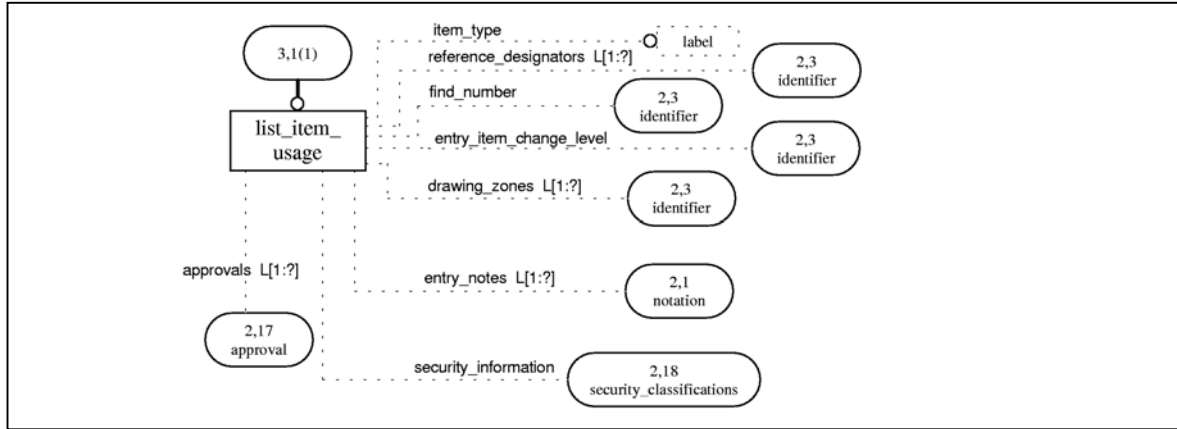 3,1(1)
item_type
label
reference_designators L[1:?]
2,3
identifier
find_number
2,3
identifier
list_item_
usage
entry_item_change_level
2,3
identifier
drawing_zones L[1:?]
2,3
identifier
approvals L[1:?]
entry_notes L[1:?]
2,1
notation
2,17
approval
security_information
2,18
security_classifications